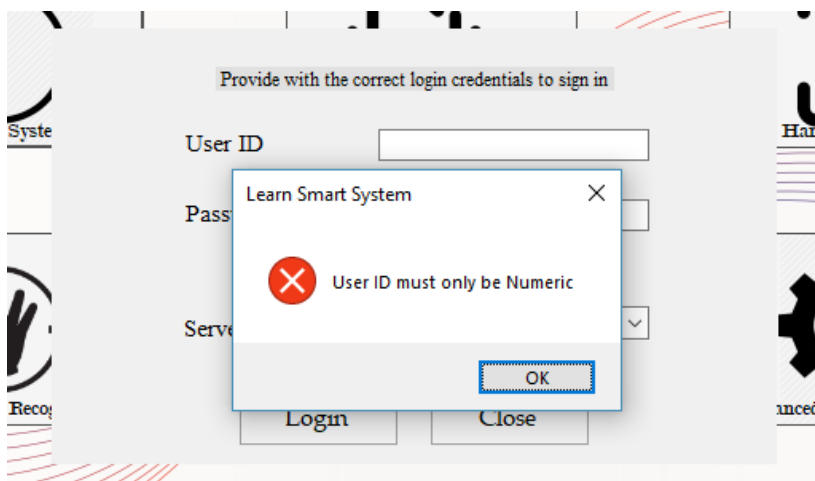 Provide with the correct login credentials to sign in
User ID
Learn Smart System
User ID must only be Numeric
OK
Login
Close